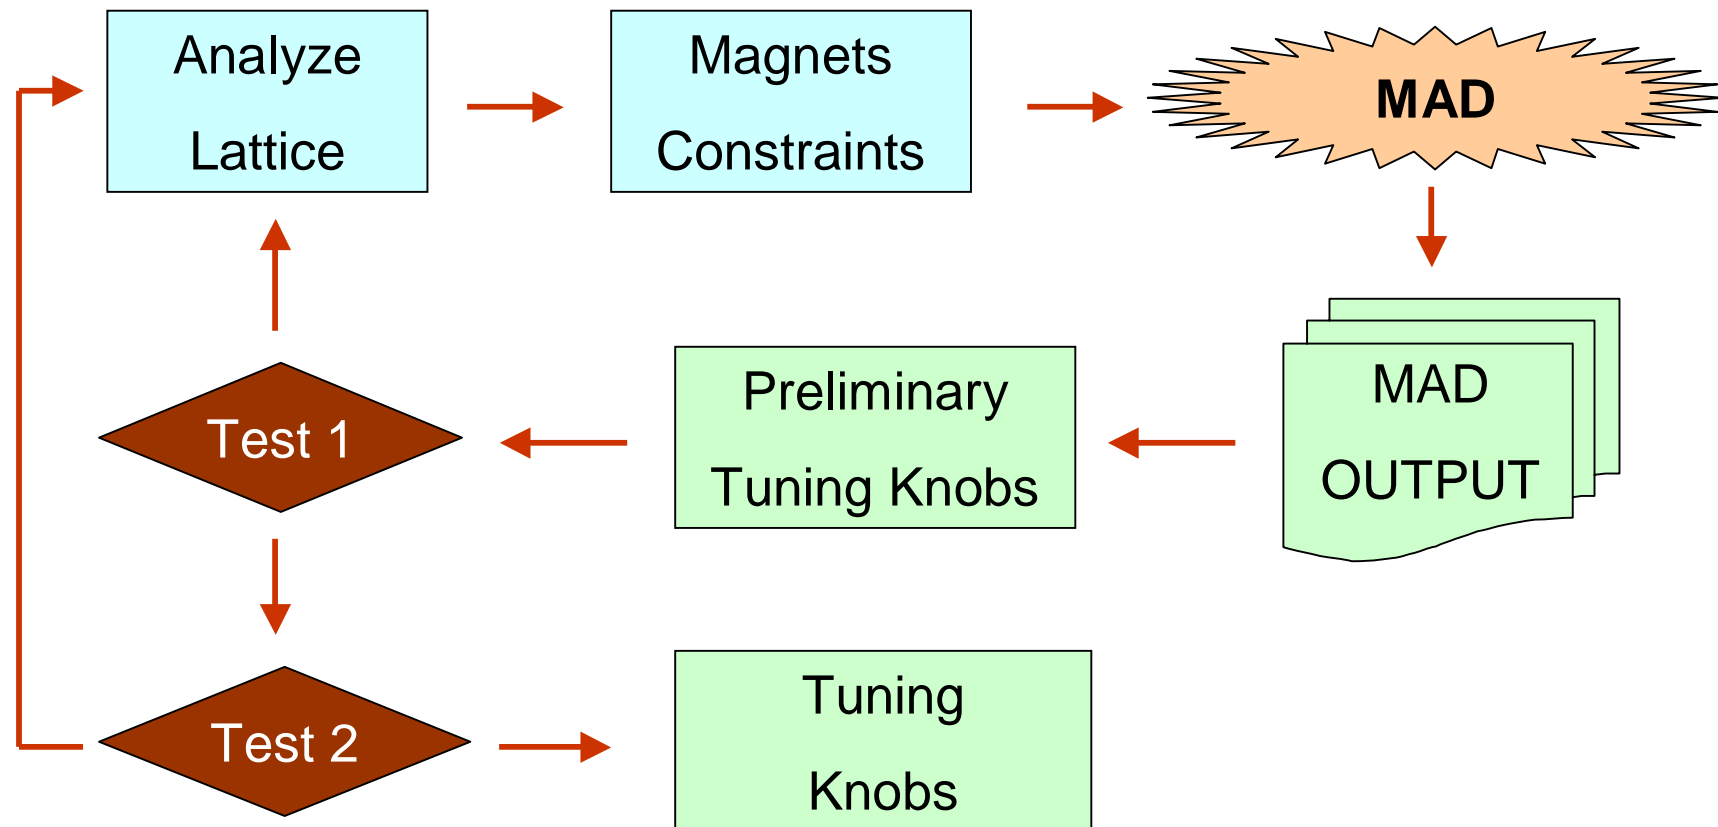 Analyze
Lattice
Magnets
Constraints
MAD
MAD
OUTPUT
Preliminary
Tuning Knobs
Test 1
Test 2
Tuning
Knobs